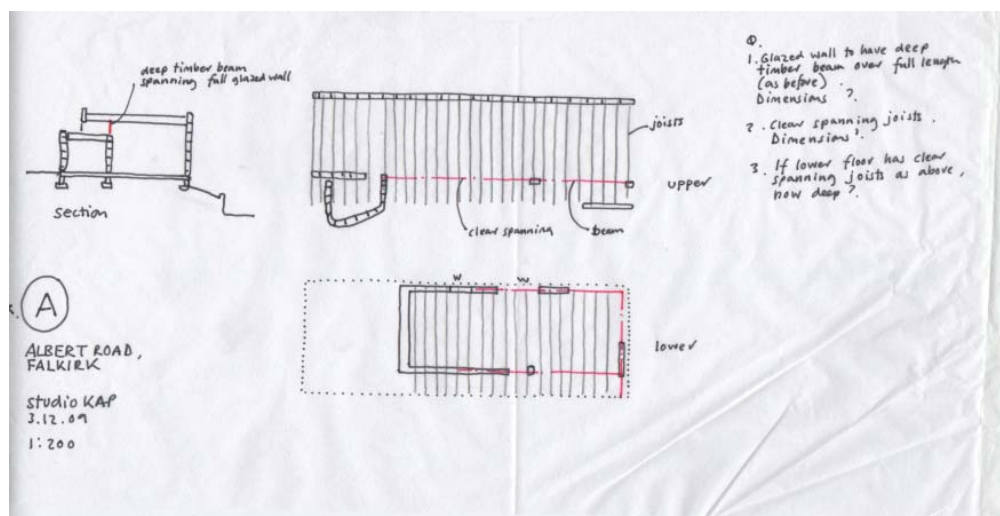 deep timber beam
spanning full glazed wall
section
A
ALBERT ROAD,
FALKIRK
studio KAP
3.12.09
1:200
joists
upper
clear spanning
beam
w
w
lower
Q.
1. Glazed wall to have deep
timber beam over full length
(as before)
Dimensions ?
2. Clear spanning joists.
Dimensions ?
3. If lower floor has clear
spanning joists as above,
how deep ?